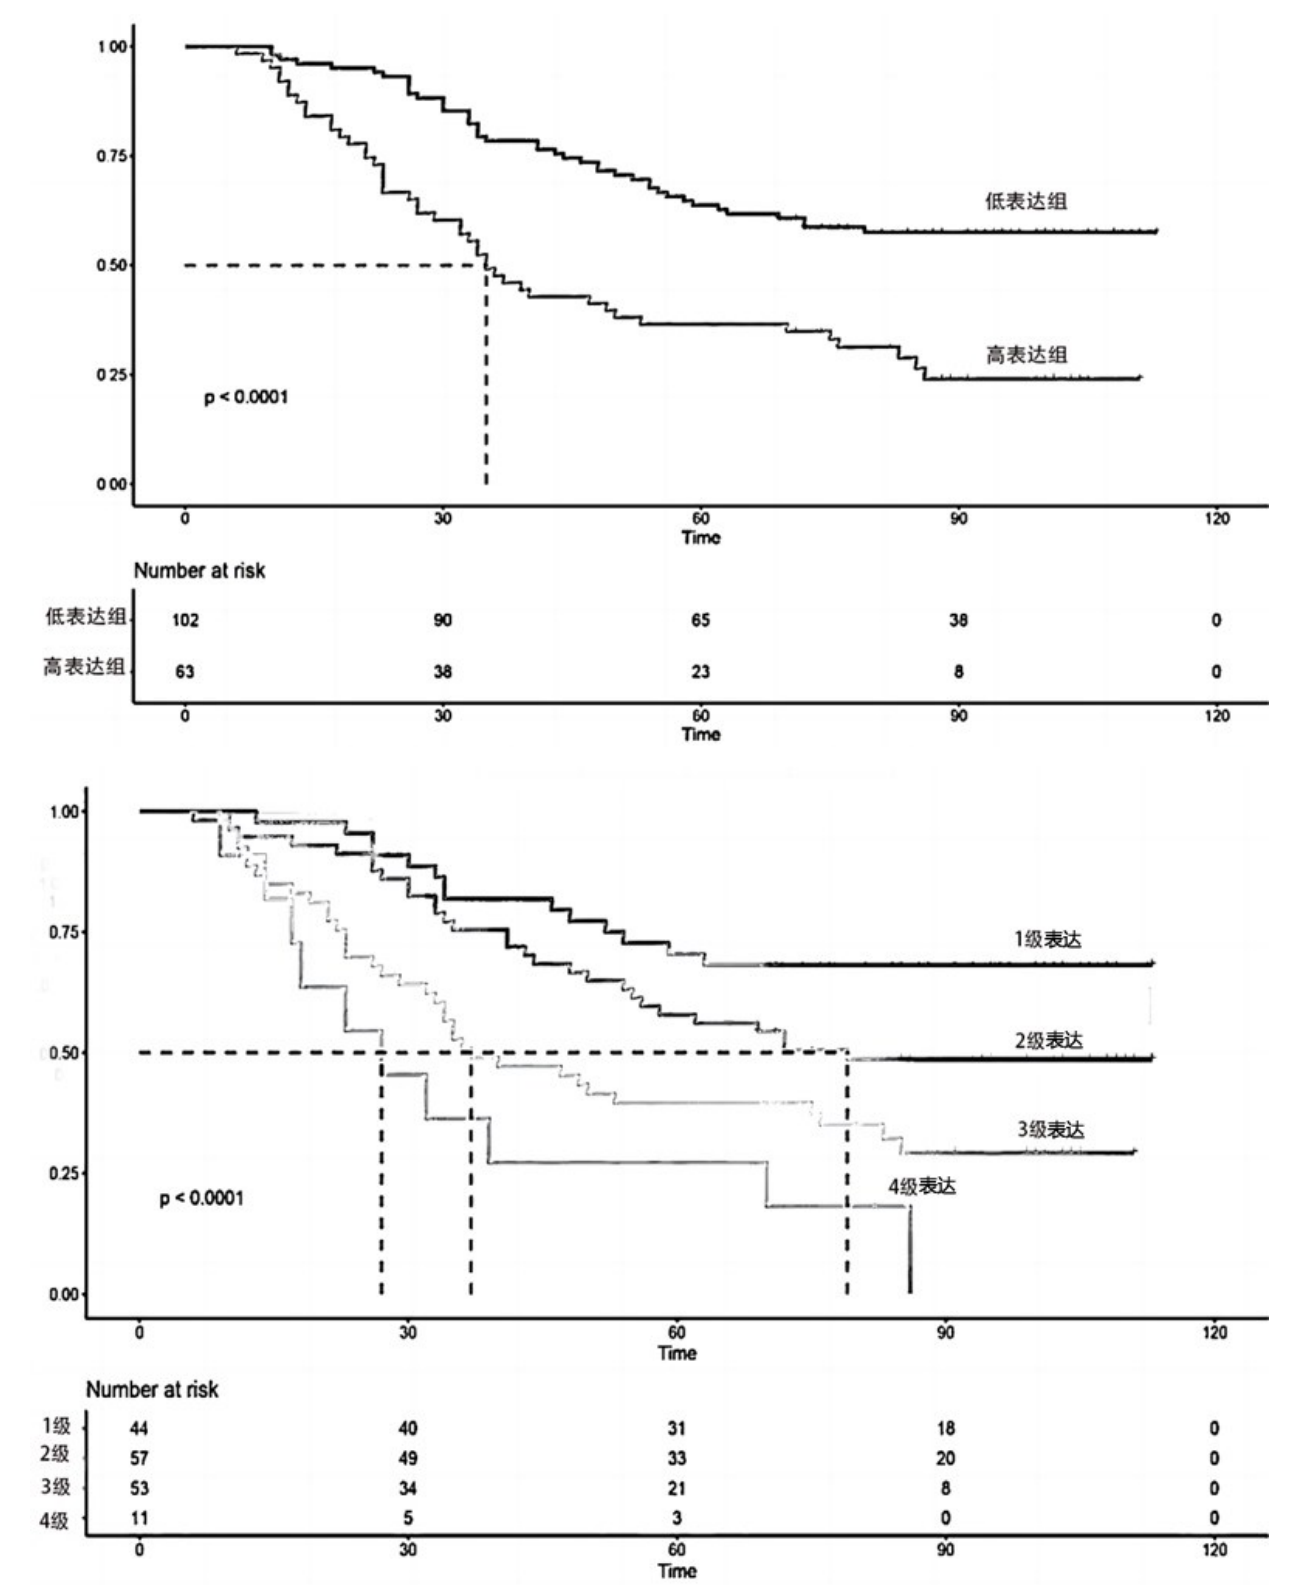 1 00
0 75
低表达组
0 50
高表达组
0 25
p < 0.0001
0 00
0 30 60 90 120
Time
Number at risk
低表达组 102 90 65 38 0
高表达组 63 38 23 8 0
0 30 60 90 120
Time
1.00
0.75
1级表达
0.50
2级表达
3级表达
0.25
4级表达
p < 0.0001
0.00
0 30 60 90 120
Time
Number at risk
1级 44 40 31 18 0
2级 57 49 33 20 0
3级 53 34 21 8 0
4级 11 5 3 0 0
0 30 60 90 120
Time